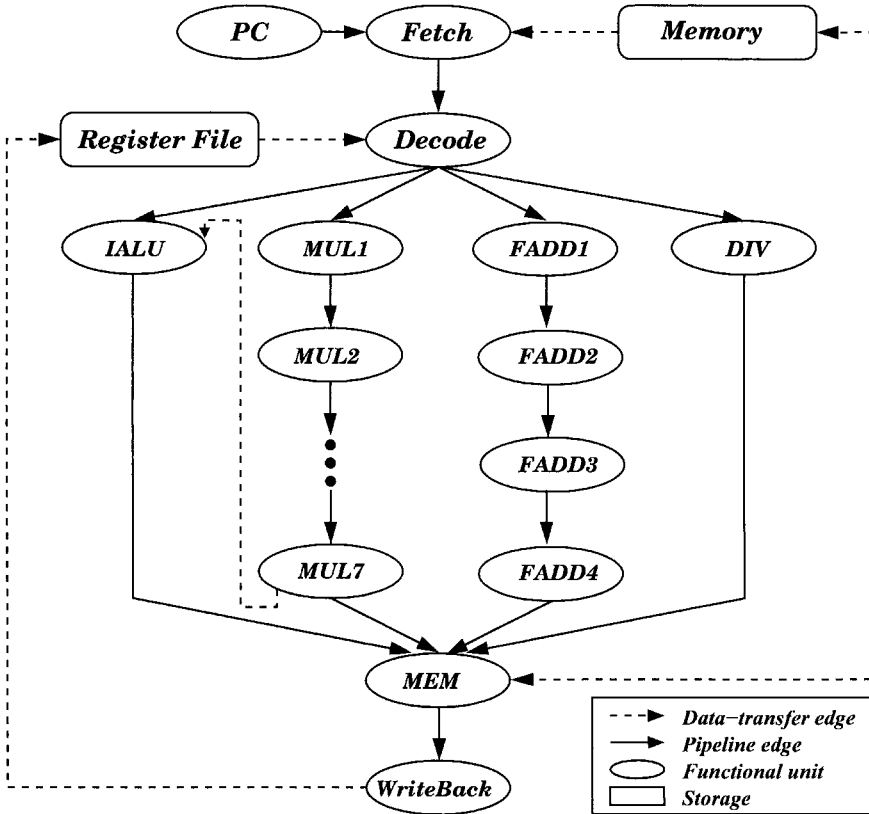 PC
Fetch
Memory
Register File
Decode
IALU
MUL1
FADD1
DIV
MUL2
FADD2
FADD3
MUL7
FADD4
MEM
WriteBack
Data-transfer edge
Pipeline edge
Functional unit
Storage